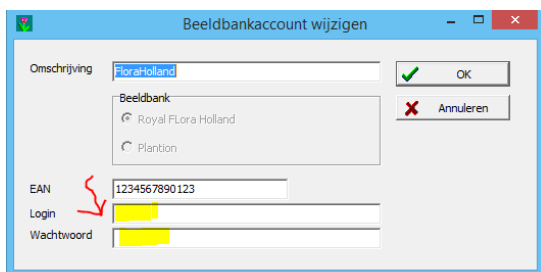 Beeldbankaccount wijzigen
Omschrijving FloraHolland
OK
Beeldbank
Annuleren
Royal FLora Holland
Plantion
EAN 1234567890123
Login
Wachtwoord